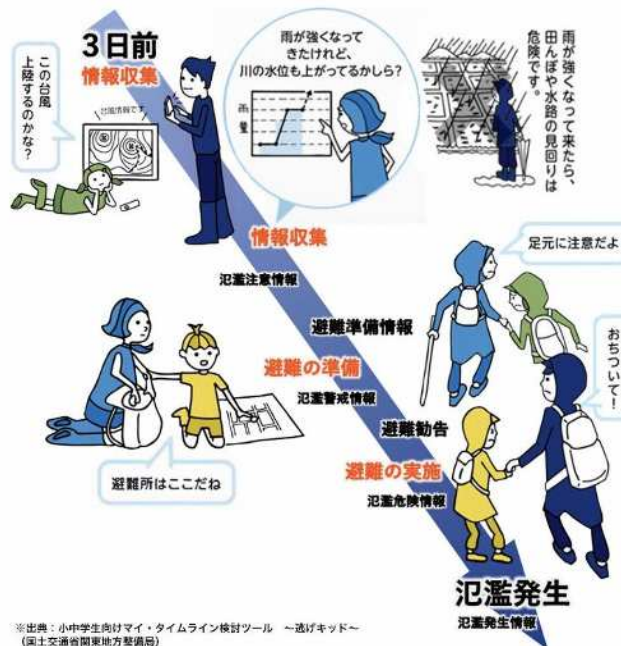 3日前
情報収集
この台風
上陸するのかな?
台風情報です
雨が強くなって
きたけれど、
川の水位も上がってるかしら?
雨量
雨が強くなって来たら、
田んぼや水路の見回りは
危険です。
情報収集
氾濫注意情報
足元に注意だよ
避難準備情報
おちついて!
避難の準備
氾濫警戒情報
避難勧告
避難所はここだね
避難の実施
氾濫危険情報
氾濫発生
氾濫発生情報
※出典:小中学生向けマイ・タイムライン検討ツール ~逃げキッド~
(国土交通省関東地方整備局)